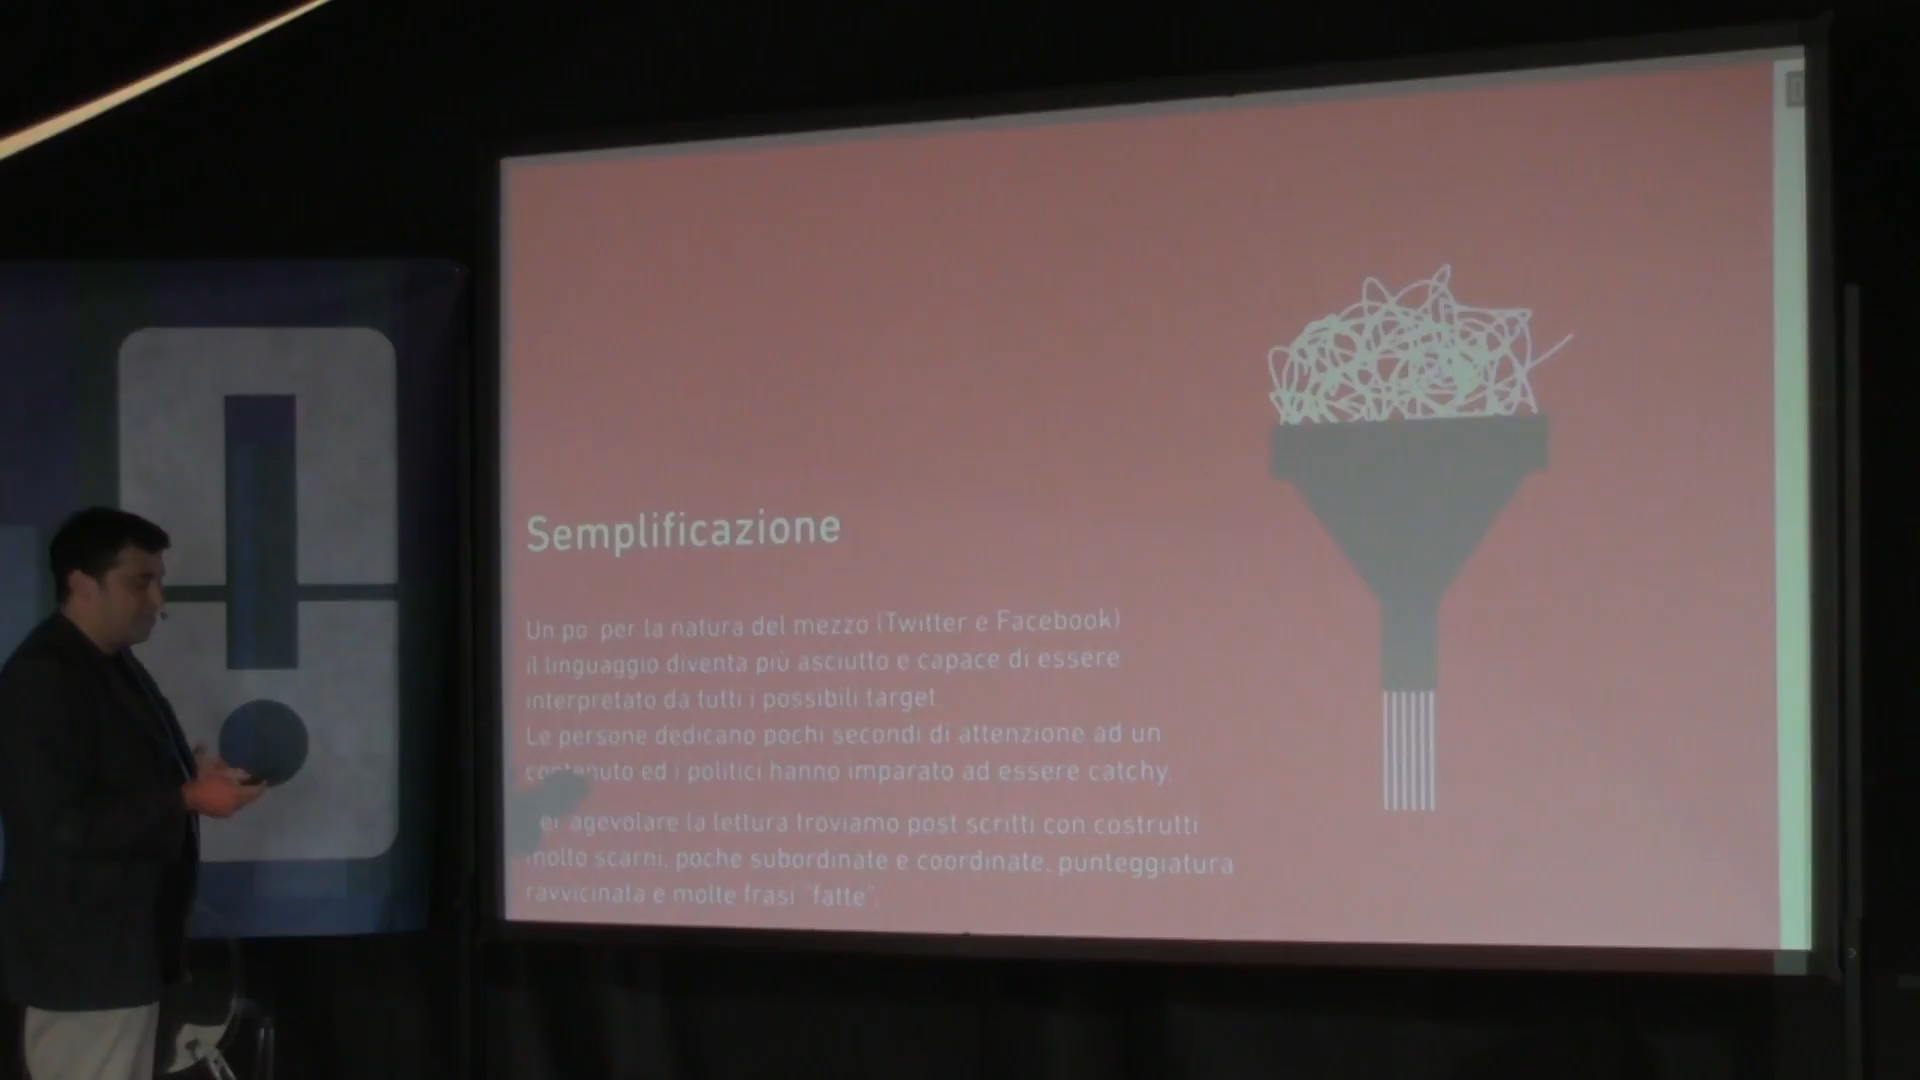 Semplificazione
Un po' per la natura del mezzo (Twitter e Facebook)
il linguaggio diventa più asciutto e capace di essere
interpretato da tutti i possibili target.
Le persone dedicano pochi secondi di attenzione ad un
contenuto ed i politici hanno imparato ad essere catchy.
Per agevolare la lettura troviamo post scritti con costrutti
molto scarni, poche subordinate e coordinate, punteggiatura
ravvicinata e molte frasi "fatte".